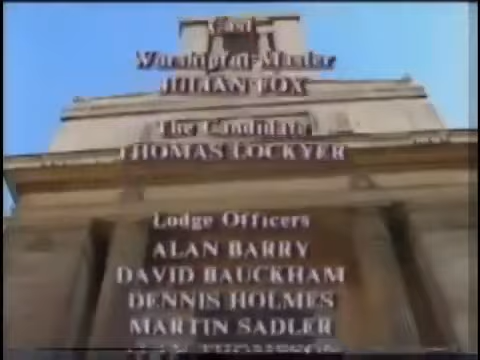 Cast
Worshipful Master
JULIAN FOX
The Candidate
THOMAS LOCKYER
Lodge Officers
ALAN BARRY
DAVID BAUCKHAM
DENNIS HOLMES
MARTIN SADLER
THOMPSON